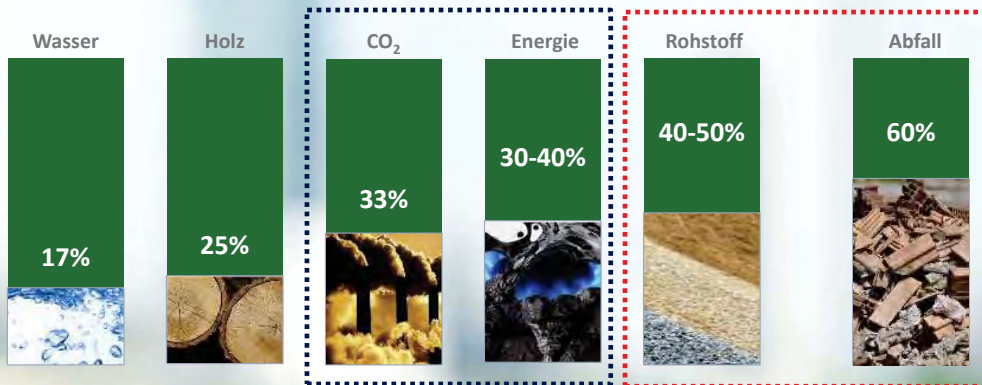 Wasser
Holz
CO₂
Energie
Rohstoff
Abfall
17%
25%
33%
30-40%
40-50%
60%